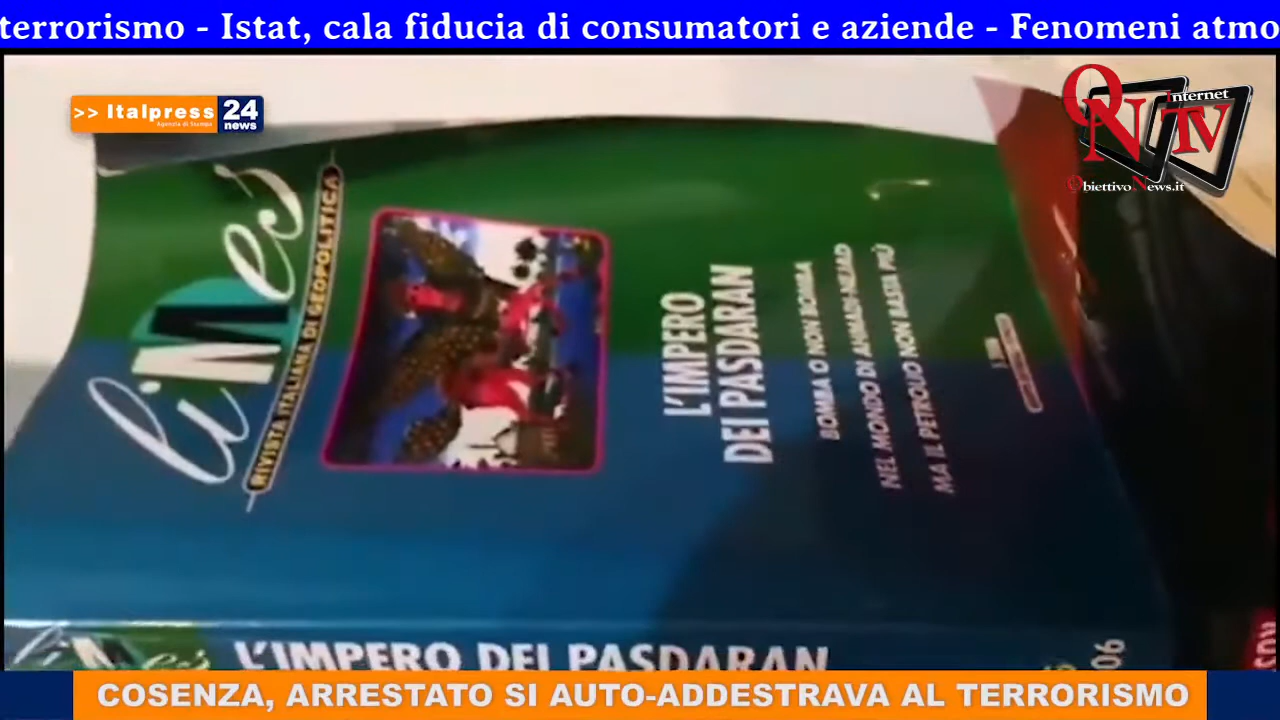 terrorismo - Istat, cala fiducia di consumatori e aziende - Fenomeni atmo
>> Italpress
Agenzia di Stampa
24
news
QN
Internet
TV
ObiettivoNews.it
liMes
RIVISTA ITALIANA DI GEOPOLITICA
L'IMPERO
DEI PASDARAN
BOMBA O NON BOMBA
NEL MONDO DI AHMADI-NEJAD
MA IL PETROLIO NON BASTA PIÙ
liMes
L'IMPERO DEI PASDARAN
COSENZA, ARRESTATO SI AUTO-ADDESTRAVA AL TERRORISMO